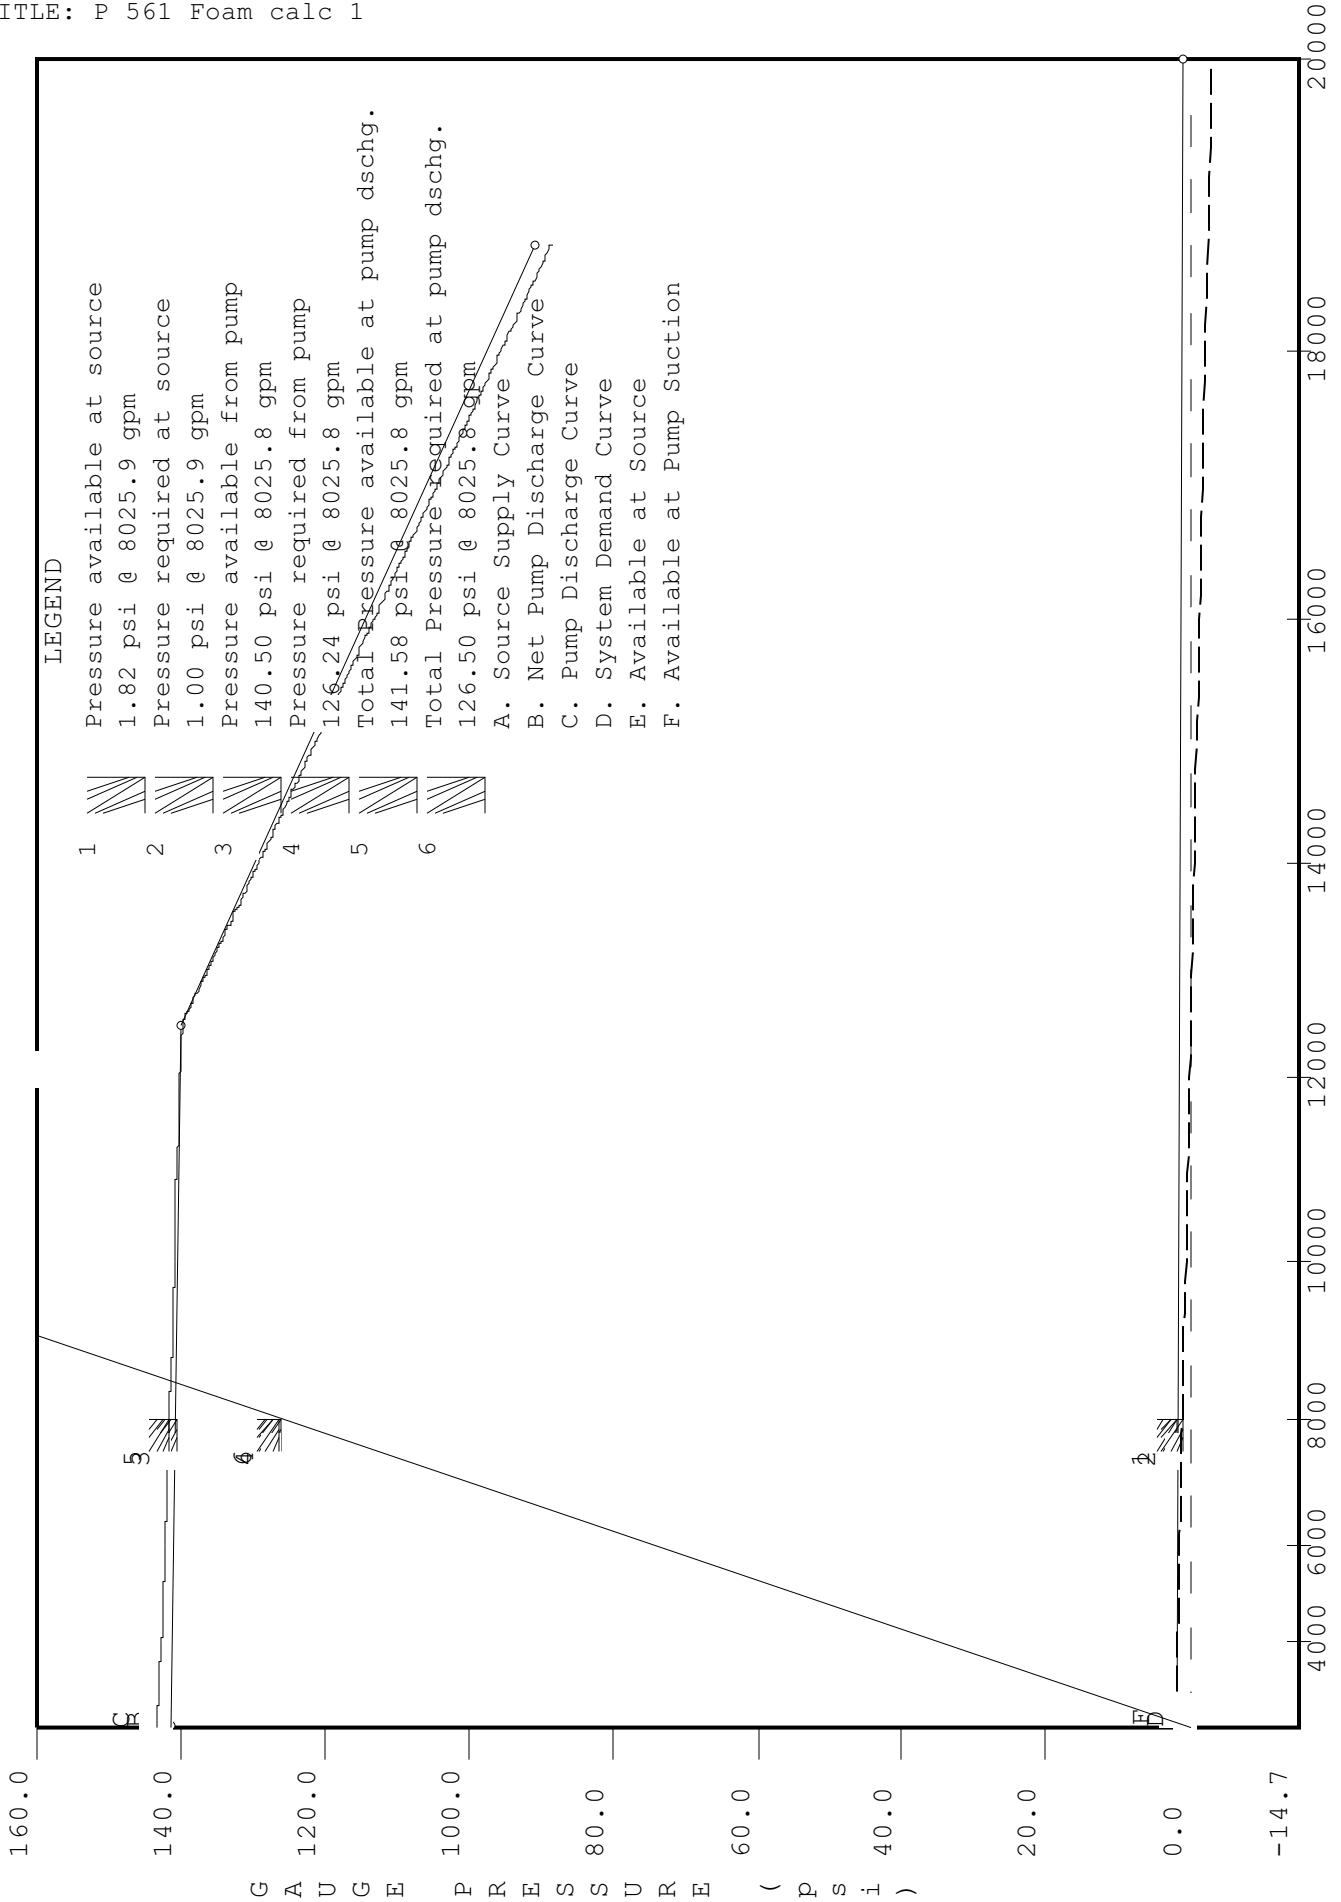 ITLE: P 561 Foam calc 1
LEGEND
1 Pressure available at source
1.82 psi @ 8025.9 gpm
2 Pressure required at source
1.00 psi @ 8025.9 gpm
3 Pressure available from pump
140.50 psi @ 8025.8 gpm
4 Pressure required from pump
126.24 psi @ 8025.8 gpm
5 Total Pressure available at pump dschg.
141.58 psi @ 8025.8 gpm
6 Total Pressure required at pump dschg.
126.50 psi @ 8025.8 gpm
A. Source Supply Curve
B. Net Pump Discharge Curve
C. Pump Discharge Curve
D. System Demand Curve
E. Available at Source
F. Available at Pump Suction
GAUGE PRESSURE (psi)
160.0
140.0
120.0
100.0
80.0
60.0
40.0
20.0
0.0
-14.7
4000
6000
8000
10000
12000
14000
16000
18000
20000